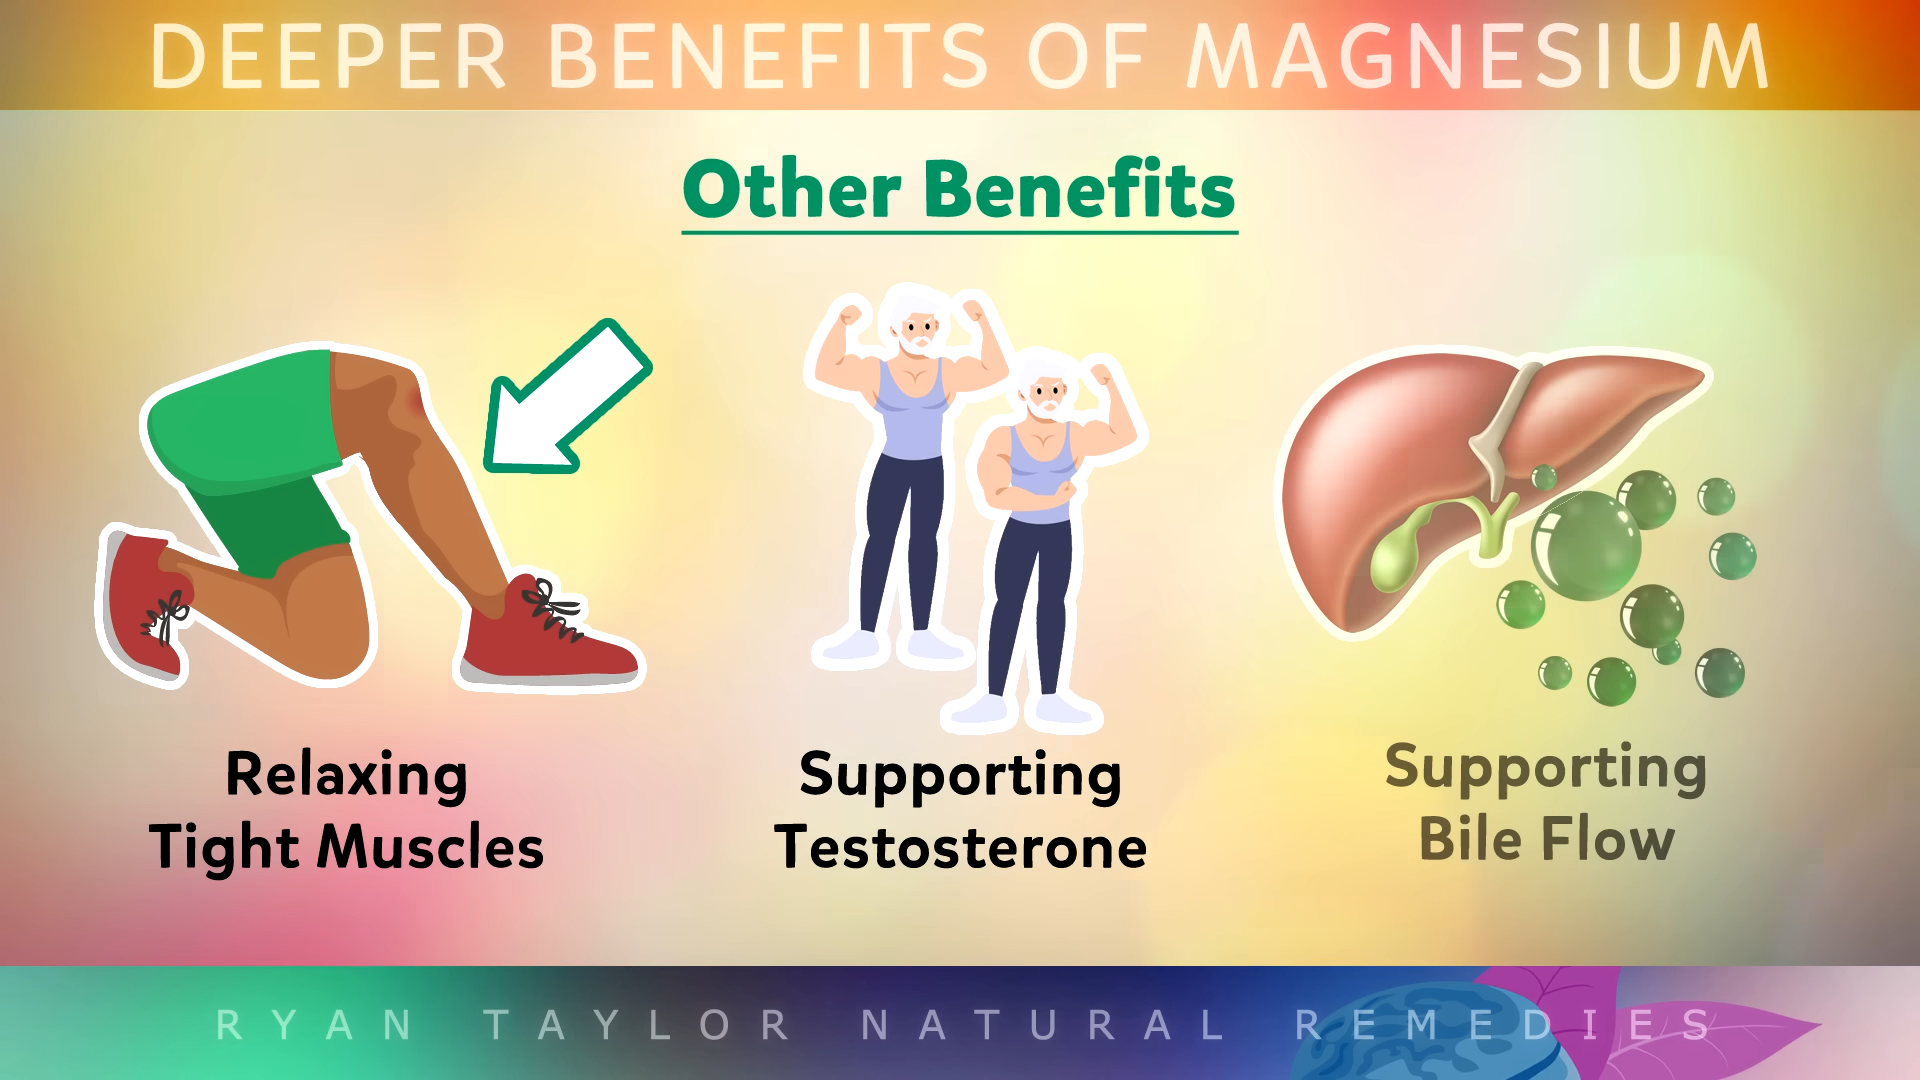 DEEPER BENEFITS OF MAGNESIUM
Other Benefits
Relaxing
Tight Muscles
Supporting
Testosterone
Supporting
Bile Flow
RYAN TAYLOR NATURAL REMEDIES